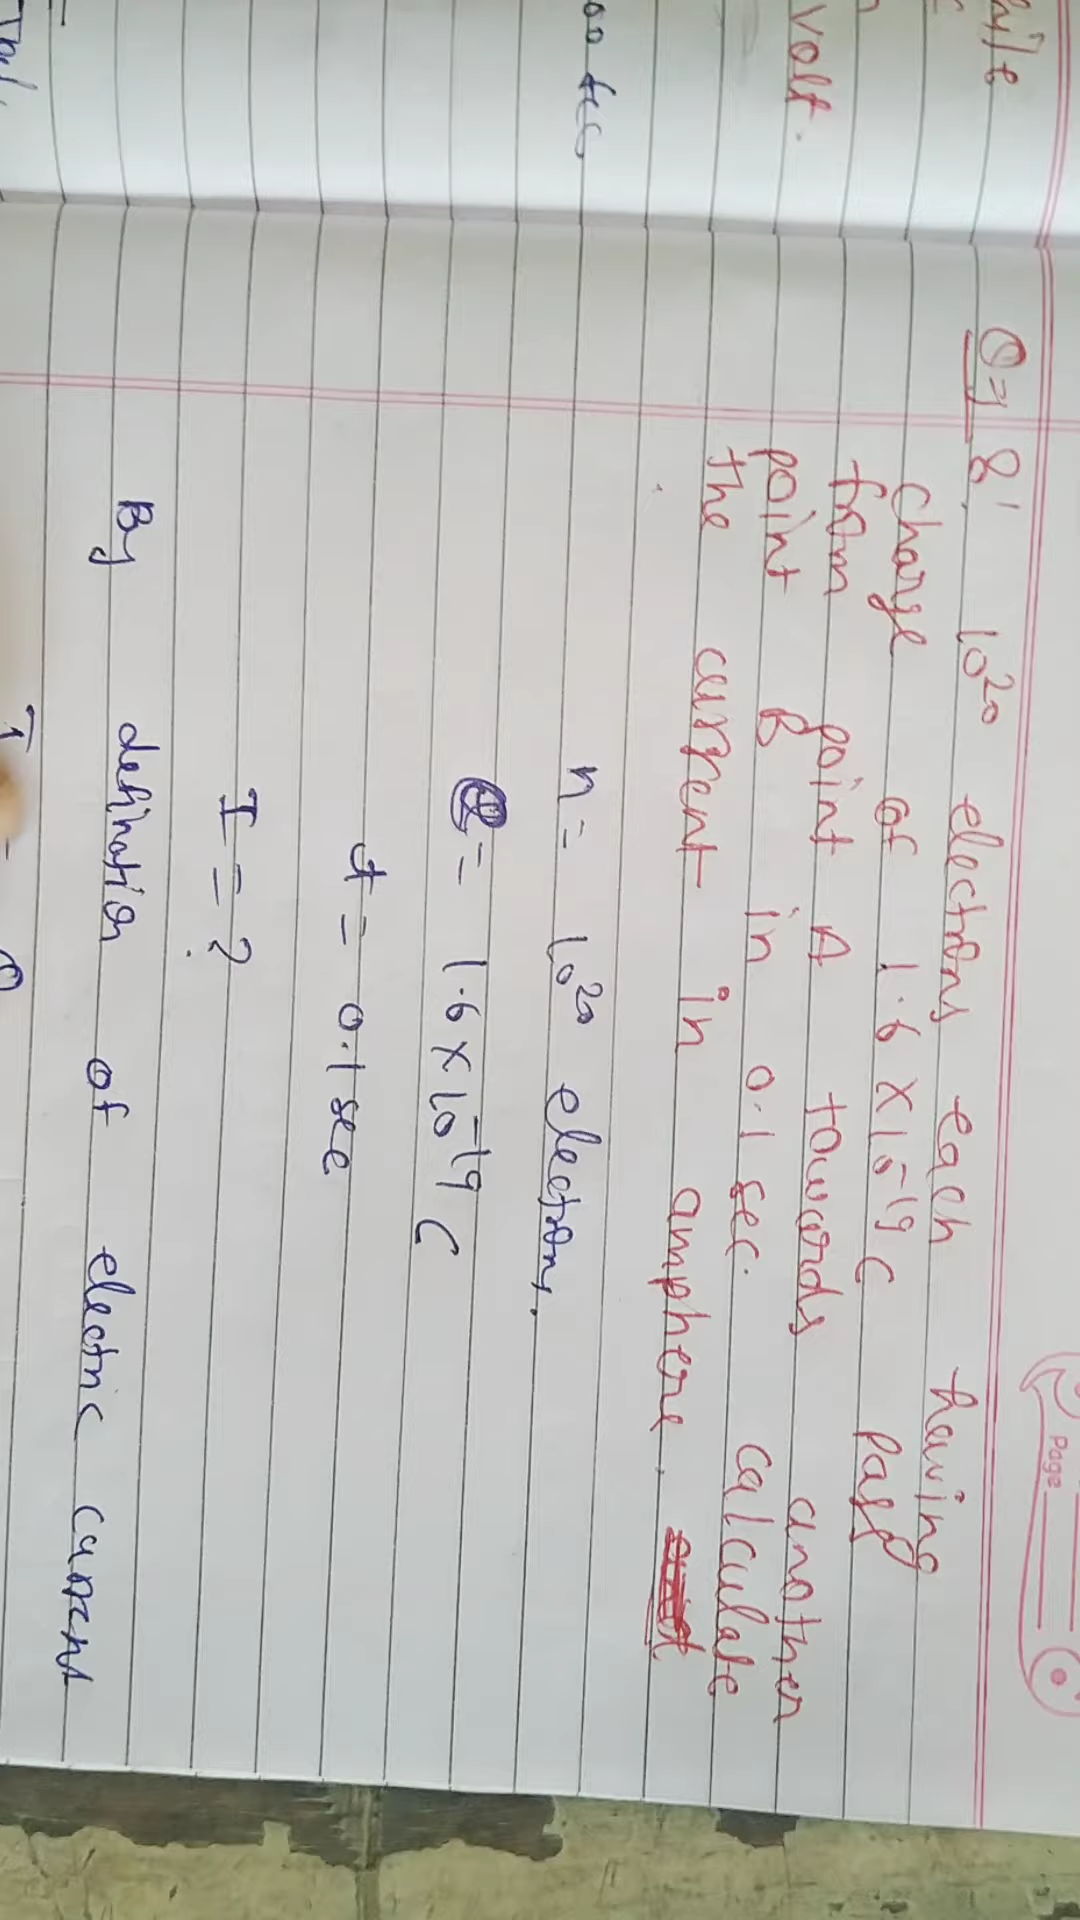 volt.
Page
Q→ 8' 10²⁰ electrons each having
charge of 1.6 × 10⁻¹⁹ C pass
from point A towards another
point B in 0.1 sec. calculate
the current in amphere.
n = 10²⁰ electrons.
e = 1.6 × 10⁻¹⁹ C
t = 0.1 sec
I = ?
By defination of electric current
I